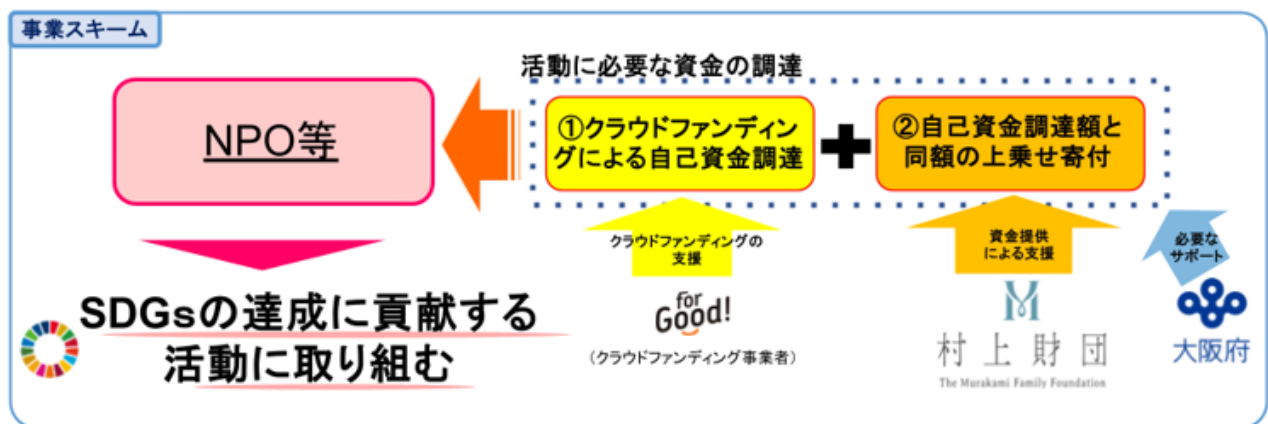 事業スキーム
活動に必要な資金の調達
NPO等
①クラウドファンディン
グによる自己資金調達
②自己資金調達額と
同額の上乗せ寄付
クラウドファンディングの
支援
資金提供
による支援
必要な
サポート
SDGsの達成に貢献する
活動に取り組む
for
Good!
(クラウドファンディング事業者)
村上財団
The Murakami Family Foundation
大阪府